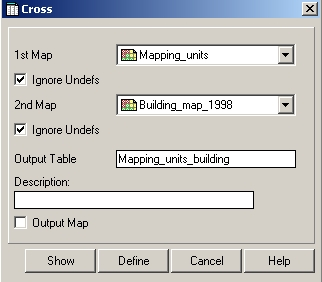 Cross
1st Map Mapping_units
Ignore Undefs
2nd Map Building_map_1998
Ignore Undefs
Output Table Mapping_units_building
Description:
Output Map
Show Define Cancel Help